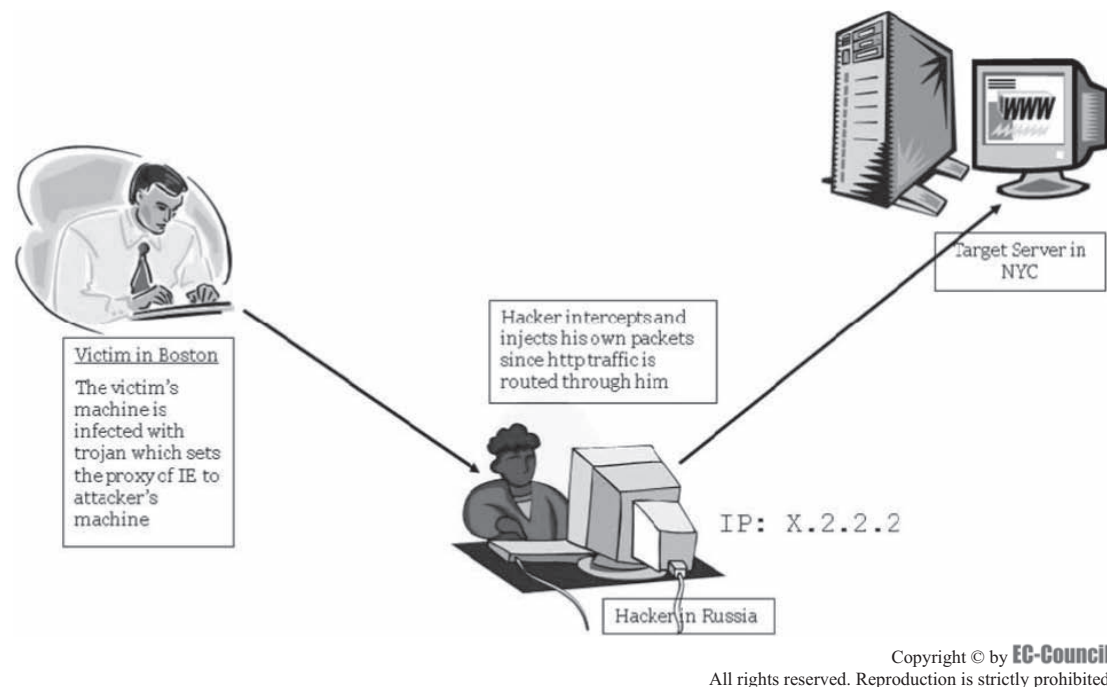 WWW
Target Server in
NYC
Hacker intercepts and
injects his own packets
since http traffic is
routed through him
Victim in Boston
The victim's
machine is
infected with
trojan which sets
the proxy of IE to
attacker's
machine
IP: X.2.2.2
Hacker in Russia
Copyright © by EC-Council
All rights reserved. Reproduction is strictly prohibited